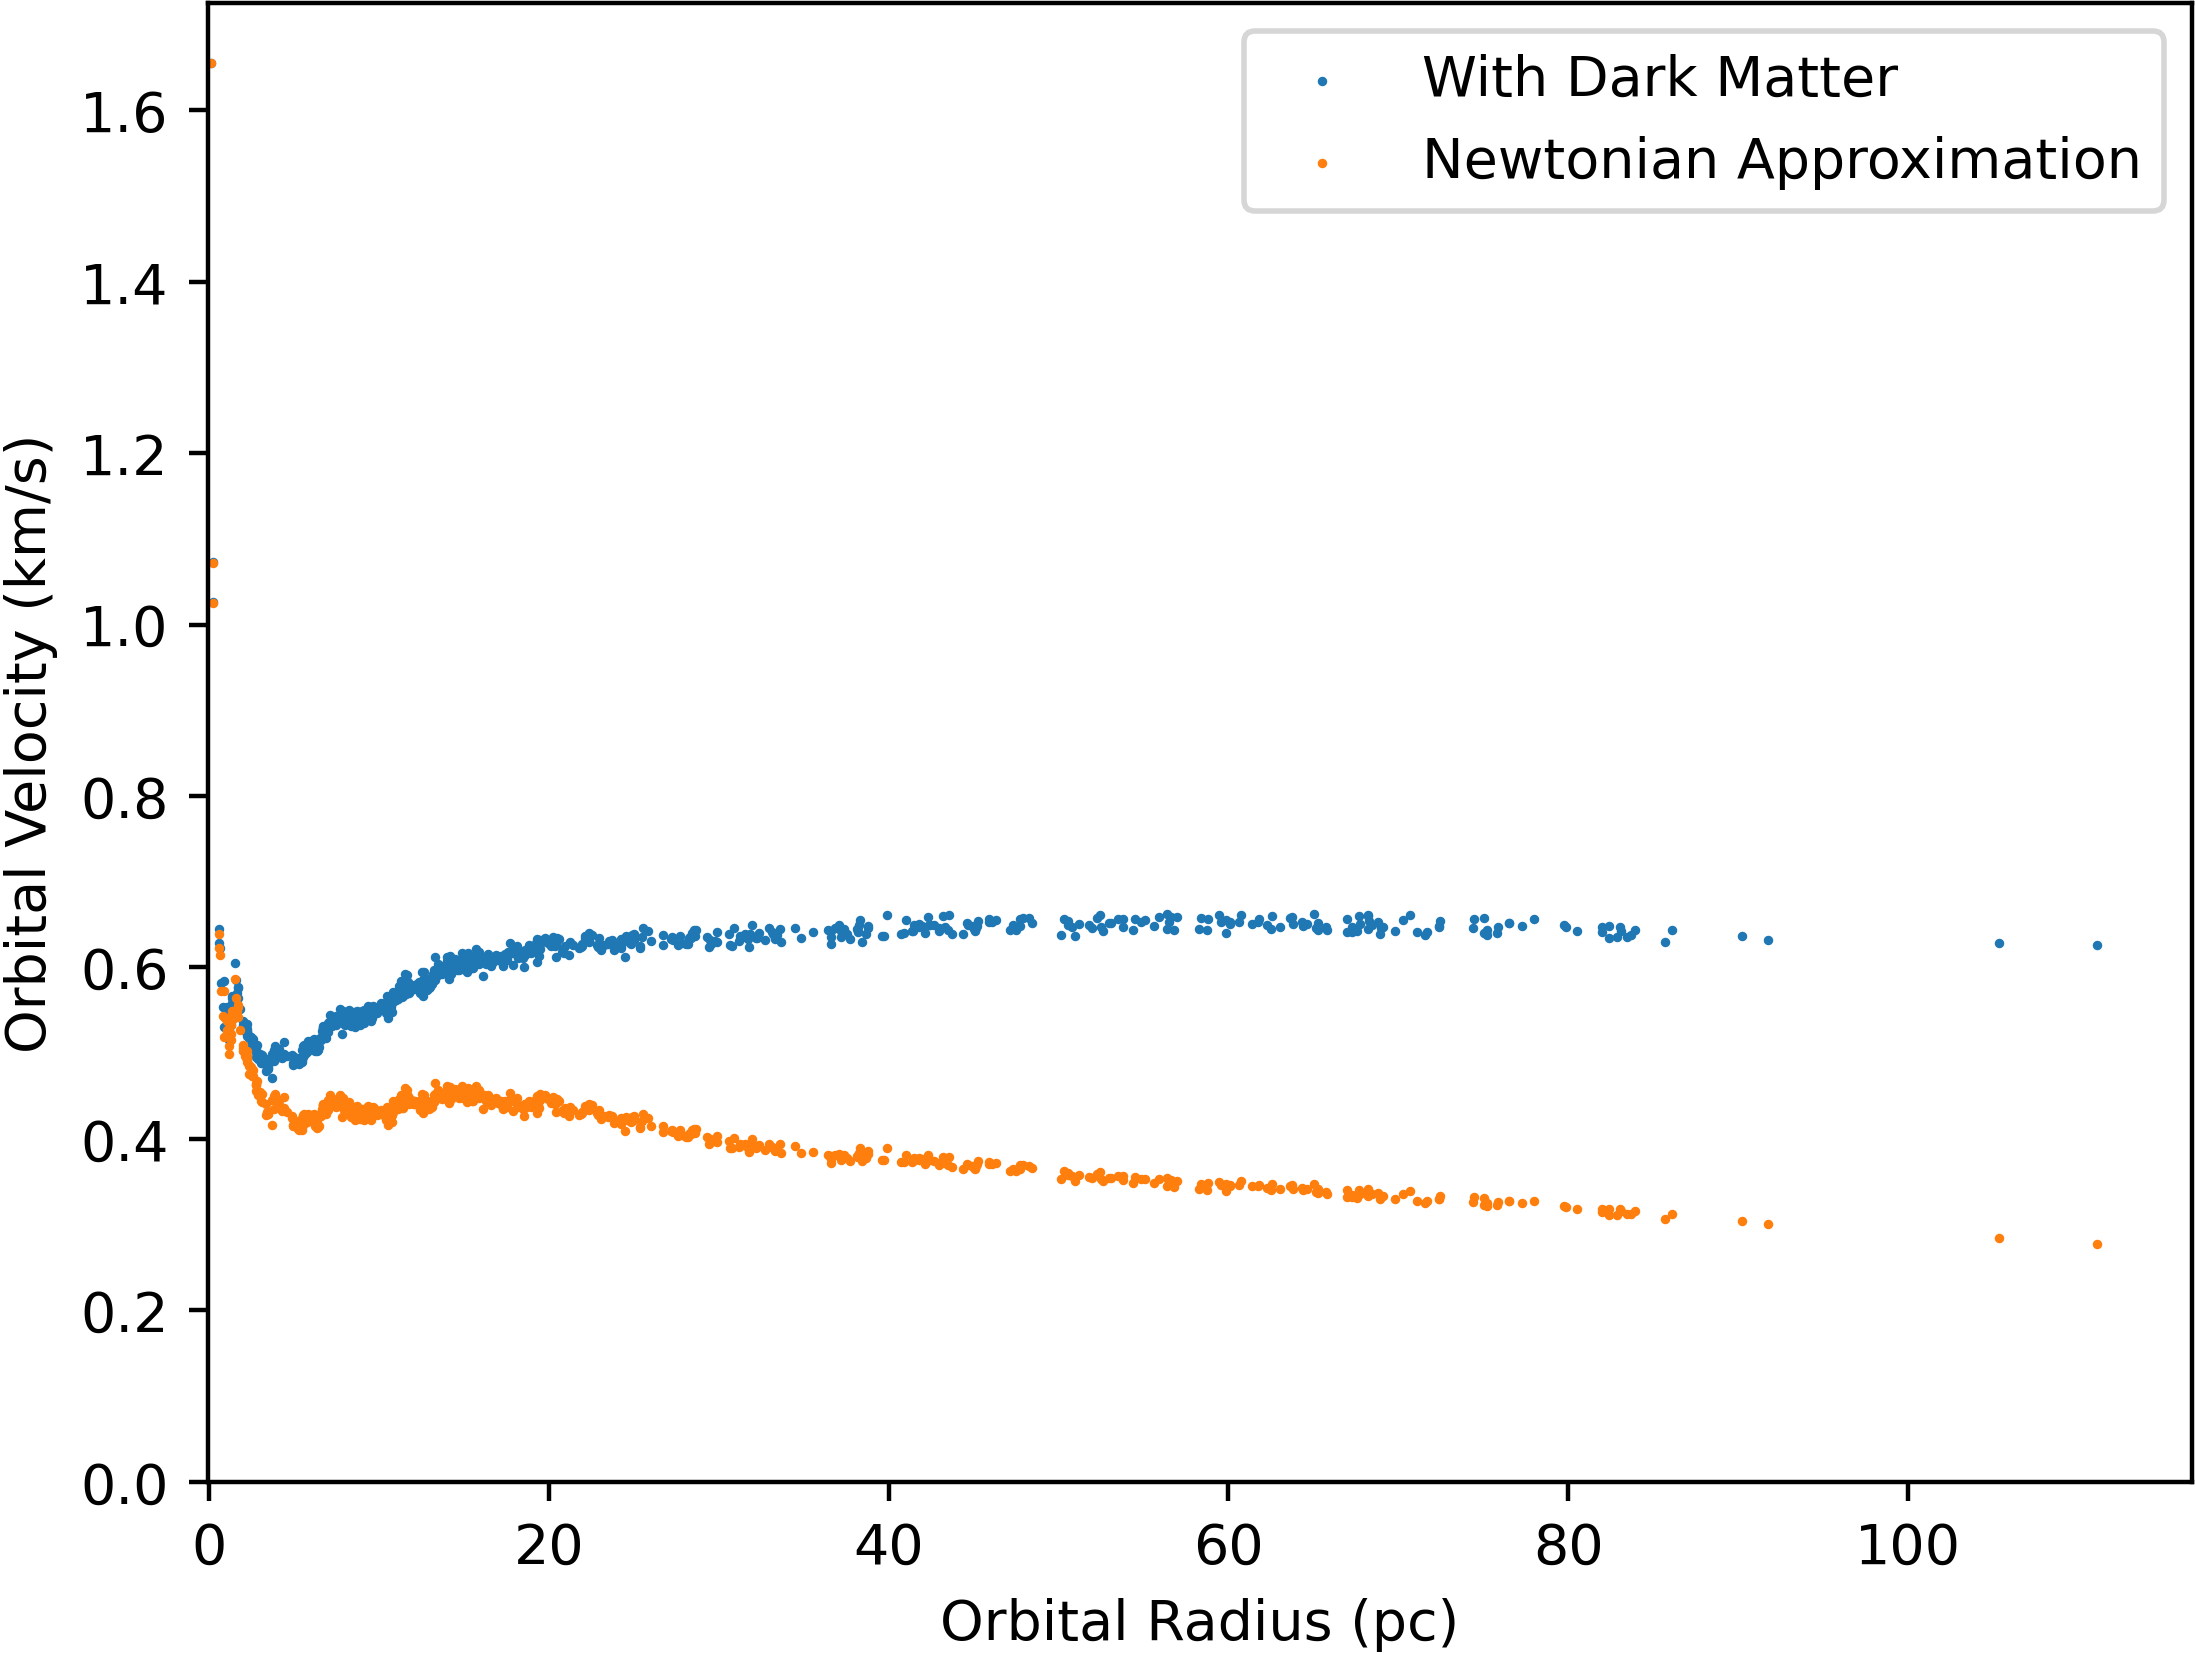 With Dark Matter
Newtonian Approximation
1.6
1.4
1.2
1.0
0.8
0.6
0.4
0.2
0.0
Orbital Velocity (km/s)
0 20 40 60 80 100
Orbital Radius (pc)